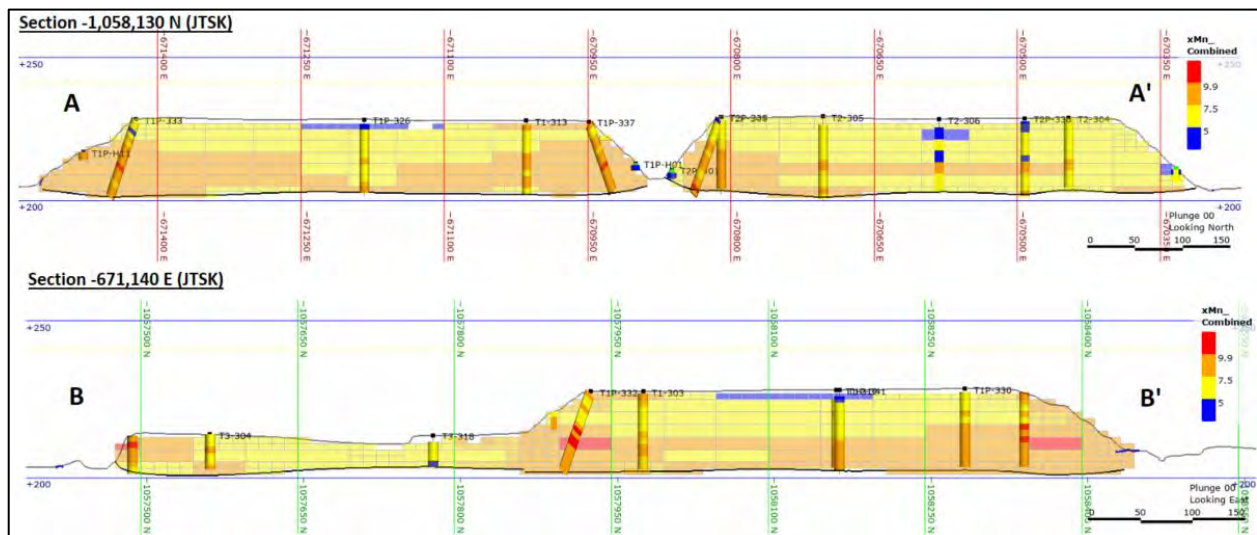 Section -1,058,130 N (JTSK)
+250
-671400 E
-671250 E
-671100 E
-670950 E
-670800 E
-670650 E
-670500 E
-670350 E
xMn_
Combined
+250
9.9
7.5
5
A
A'
T1P-333
T1P-326
T1-313
T1P-337
T2-305
T2-306
T2-304
T1P-H11
T1P-H01
+200
+200
-671400 E
-671250 E
-671100 E
-670950 E
-670800 E
-670650 E
-670500 E
-670350 E
Plunge 00
Looking North
0 50 100 150
Section -671,140 E (JTSK)
+250
-1057500 N
-1057650 N
-1057800 N
-1057950 N
-1058100 N
-1058250 N
-1058400 N
xMn_
Combined
9.9
7.5
5
B
B'
T1P-332
T1-303
T1P-330
T3-304
T3-318
+200
+200
-1057500 N
-1057650 N
-1057800 N
-1057950 N
-1058100 N
-1058250 N
-1058400 N
Plunge 00
Looking East
0 50 100 150